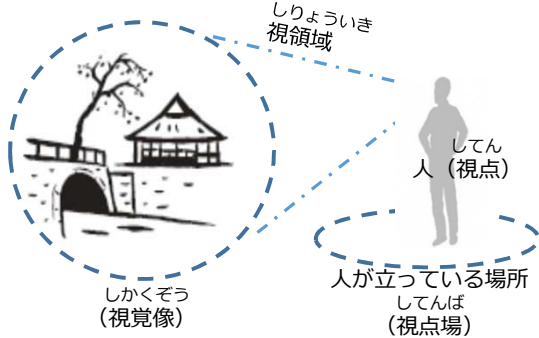 しりょういき
視領域
してん
人（視点）
人が立っている場所
してんば
（視点場）
しかくぞう
（視覚像）